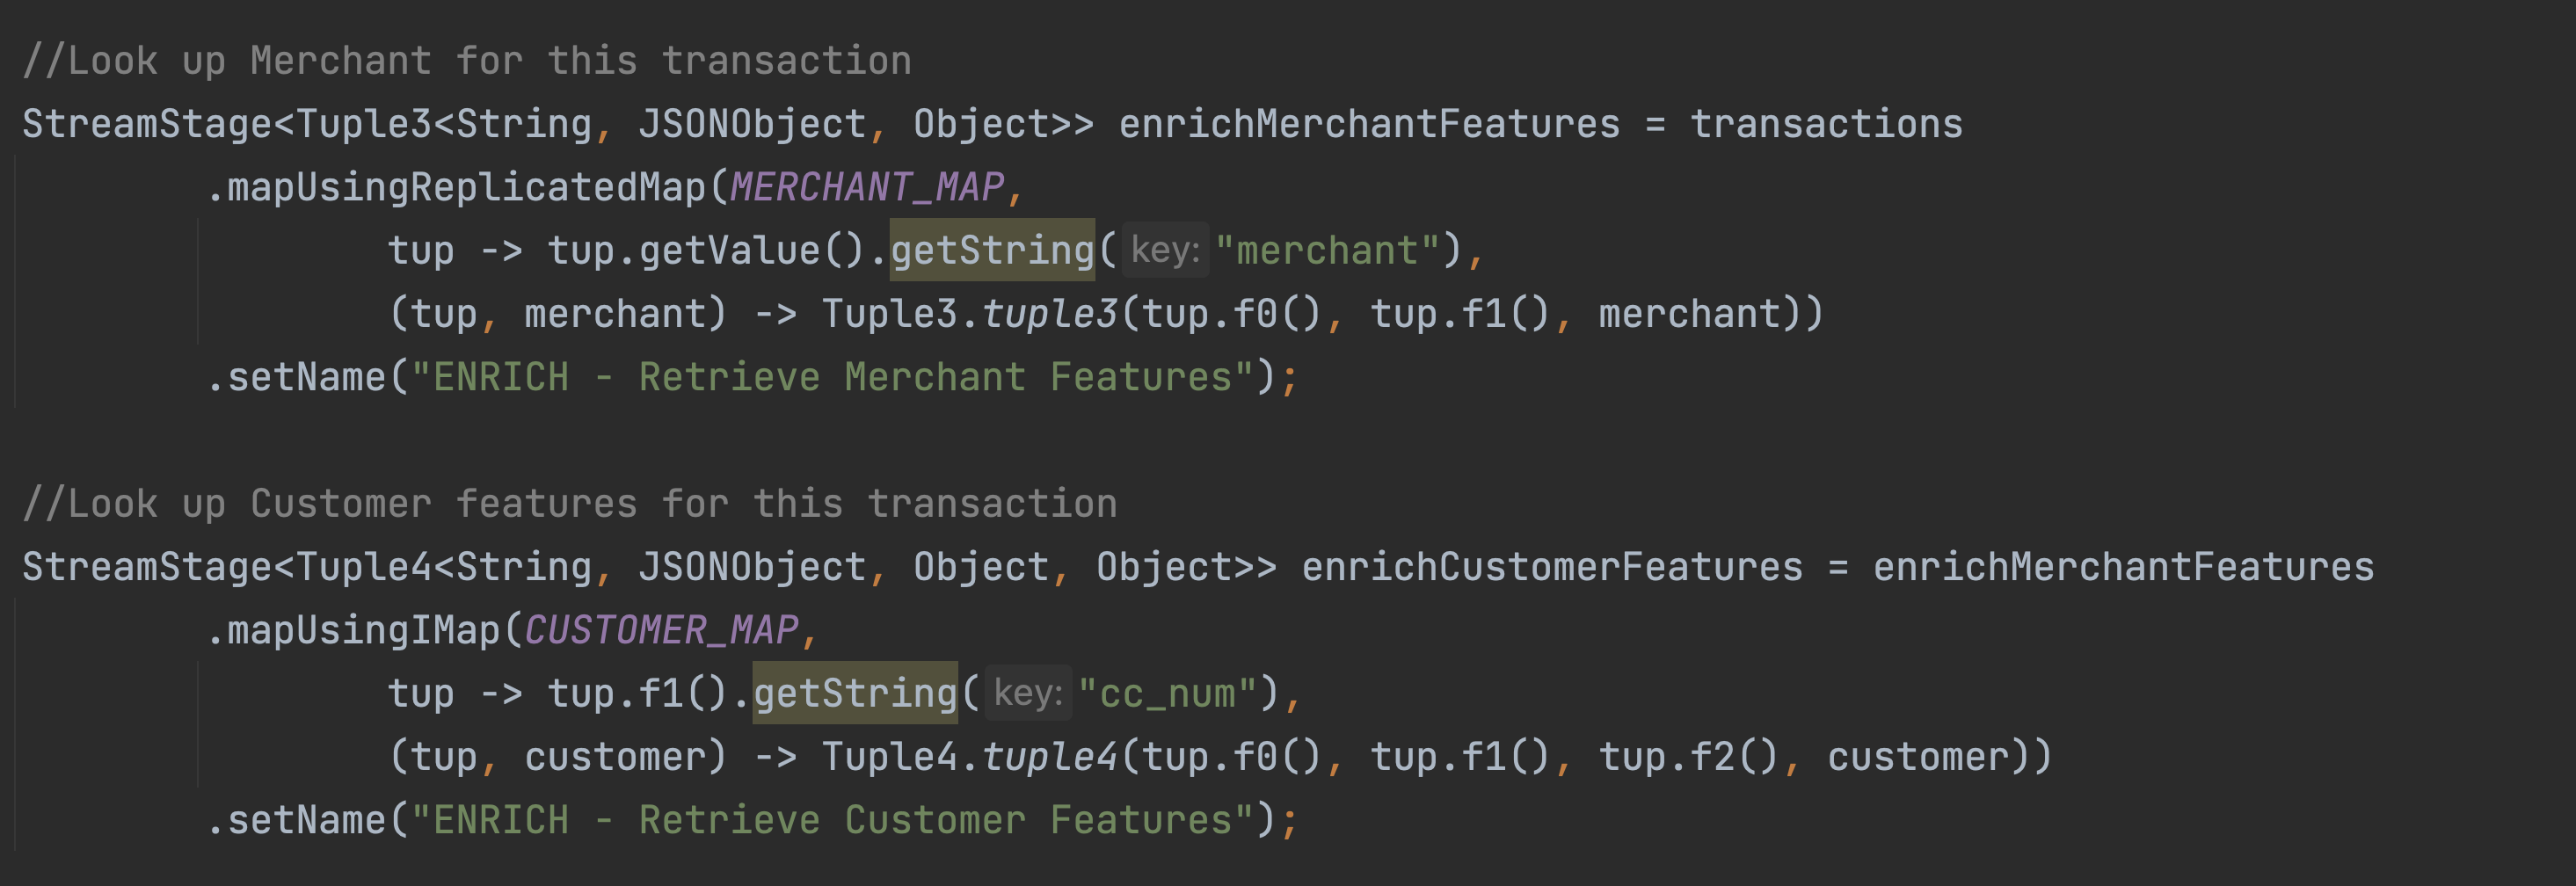 //Look up Merchant for this transaction
StreamStage<Tuple3<String, JSONObject, Object>> enrichMerchantFeatures = transactions
.mapUsingReplicatedMap(MERCHANT_MAP,
tup -> tup.getValue().getString( key: "merchant"),
(tup, merchant) -> Tuple3.tuple3(tup.f0(), tup.f1(), merchant))
.setName("ENRICH - Retrieve Merchant Features");
//Look up Customer features for this transaction
StreamStage<Tuple4<String, JSONObject, Object, Object>> enrichCustomerFeatures = enrichMerchantFeatures
.mapUsingIMap(CUSTOMER_MAP,
tup -> tup.f1().getString( key: "cc_num"),
(tup, customer) -> Tuple4.tuple4(tup.f0(), tup.f1(), tup.f2(), customer))
.setName("ENRICH - Retrieve Customer Features");